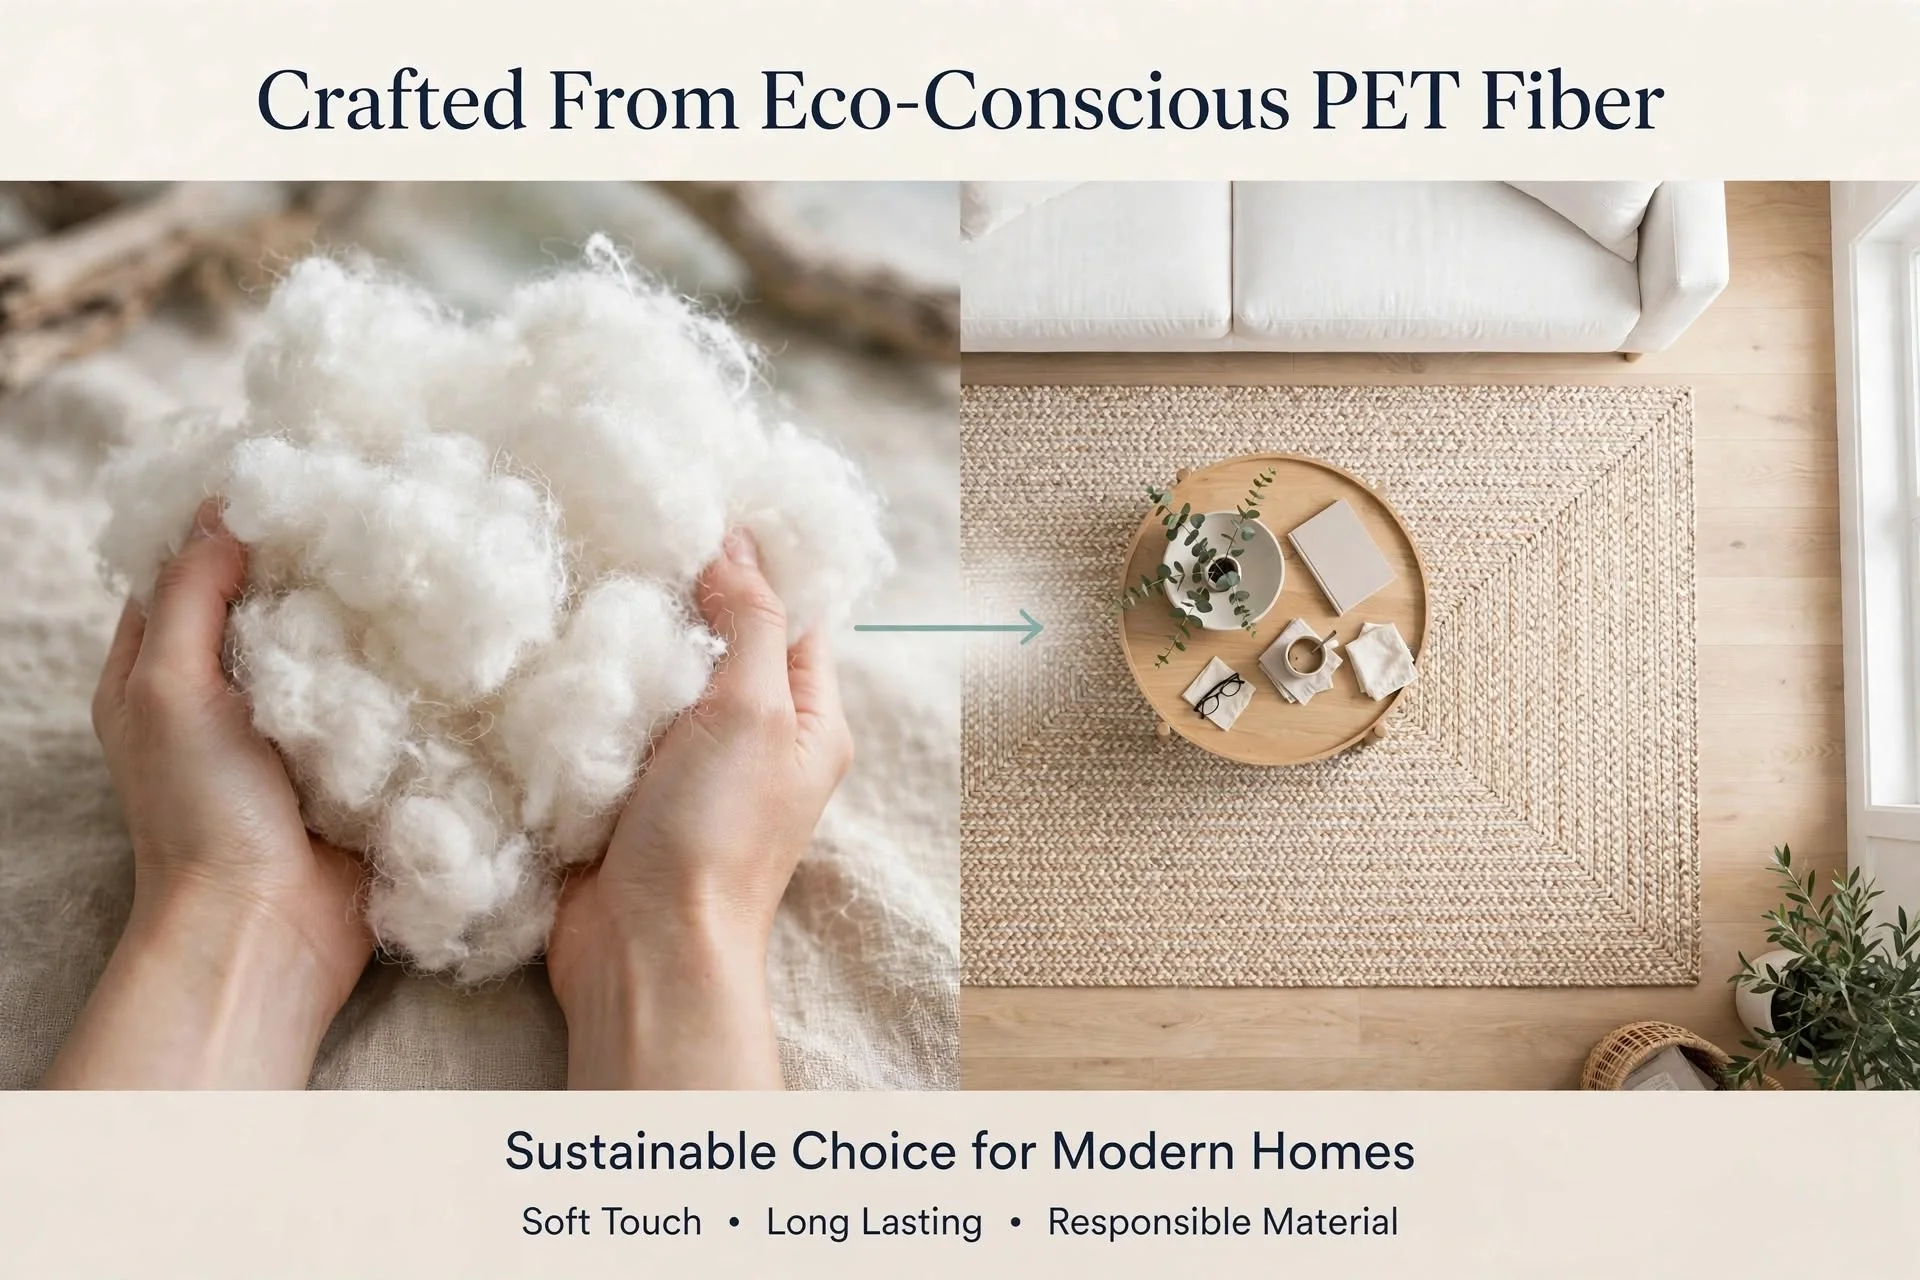 Crafted From Eco-Conscious PET Fiber
Sustainable Choice for Modern Homes
Soft Touch • Long Lasting • Responsible Material